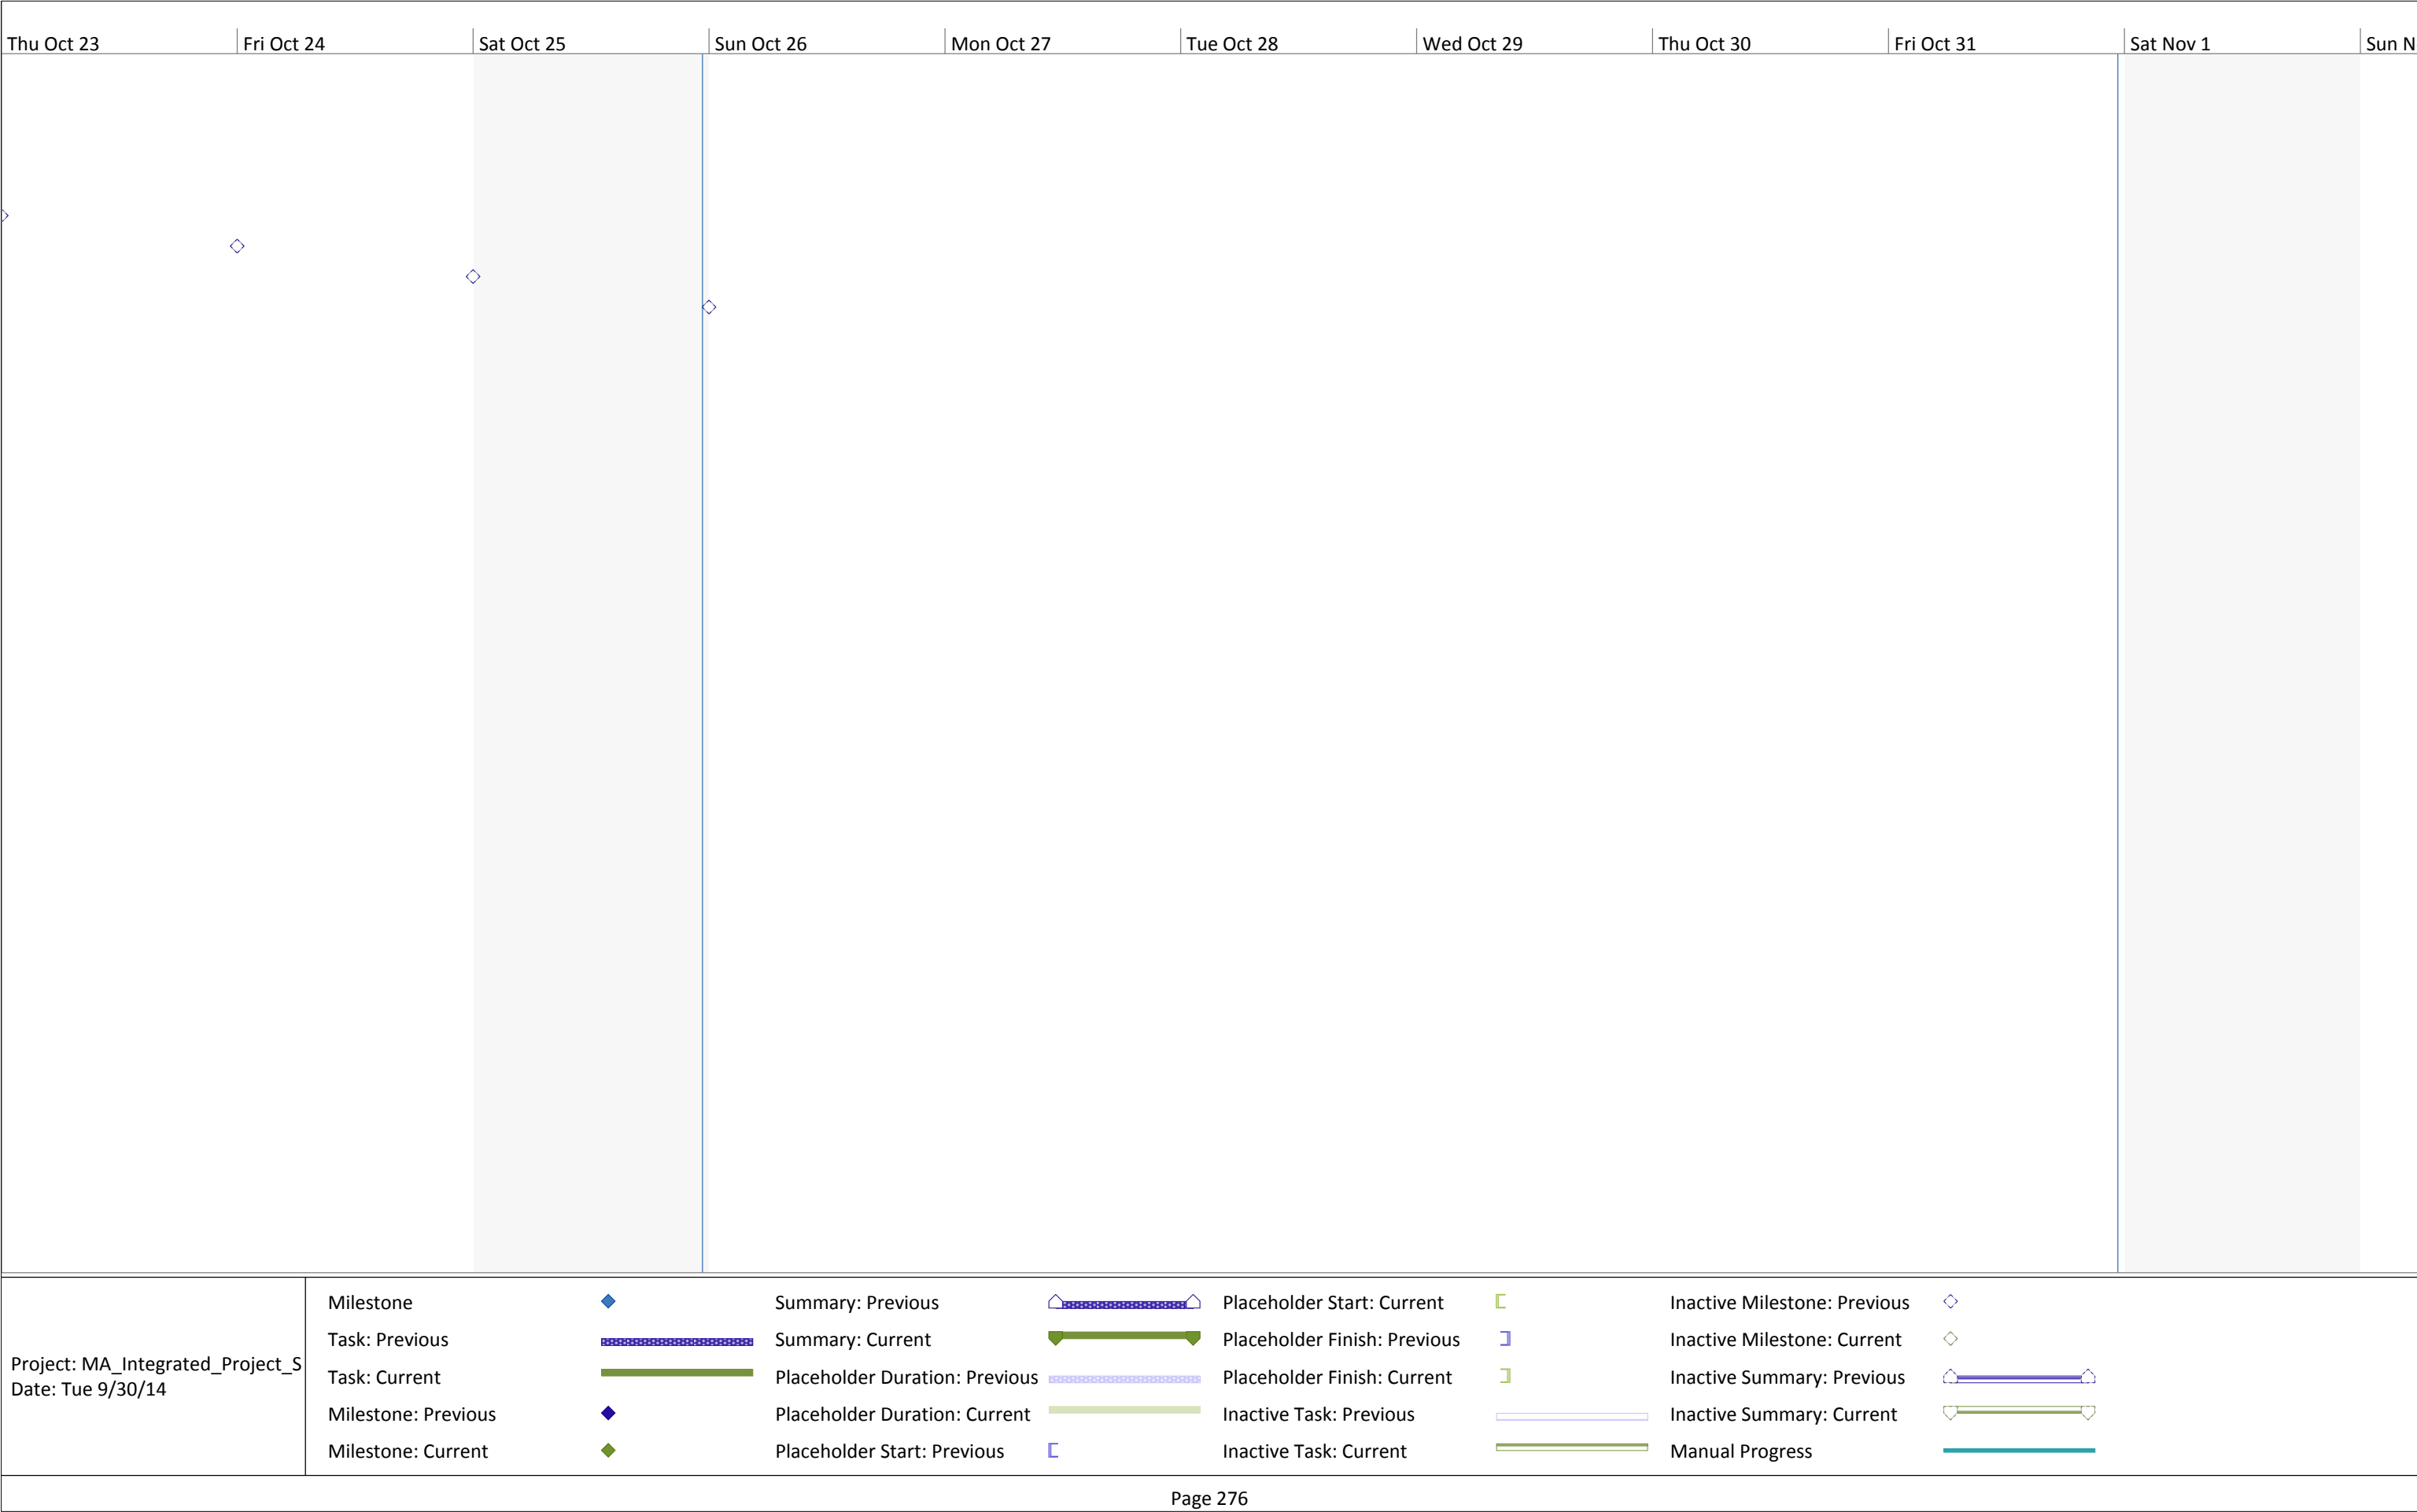 Thu Oct 23 Fri Oct 24 Sat Oct 25 Sun Oct 26 Mon Oct 27 Tue Oct 28 Wed Oct 29 Thu Oct 30 Fri Oct 31 Sat Nov 1 Sun N
Project: MA_Integrated_Project_S
Date: Tue 9/30/14
Milestone
Task: Previous
Task: Current
Milestone: Previous
Milestone: Current
Summary: Previous
Summary: Current
Placeholder Duration: Previous
Placeholder Duration: Current
Placeholder Start: Previous
Placeholder Start: Current
Placeholder Finish: Previous
Placeholder Finish: Current
Inactive Task: Previous
Inactive Task: Current
Inactive Milestone: Previous
Inactive Milestone: Current
Inactive Summary: Previous
Inactive Summary: Current
Manual Progress
Page 276